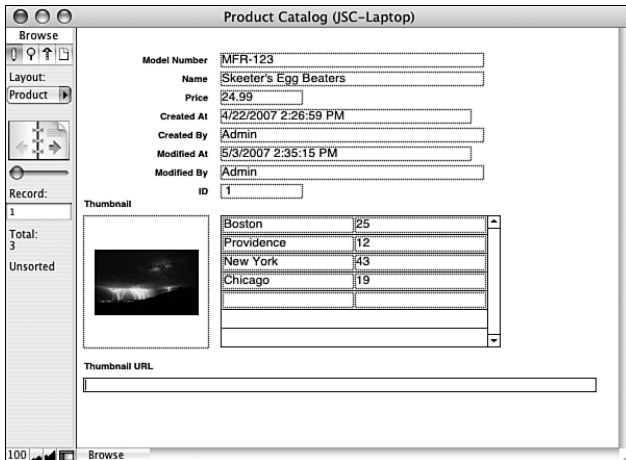 Product Catalog (JSC-Laptop)
Browse
Layout:
Product
Record:
1
Total:
3
Unsorted
Model Number MFR-123
Name Skeeter's Egg Beaters
Price 24.99
Created At 4/22/2007 2:26:59 PM
Created By Admin
Modified At 5/3/2007 2:35:15 PM
Modified By Admin
ID 1
Thumbnail
Boston 25
Providence 12
New York 43
Chicago 19
Thumbnail URL
100 Browse